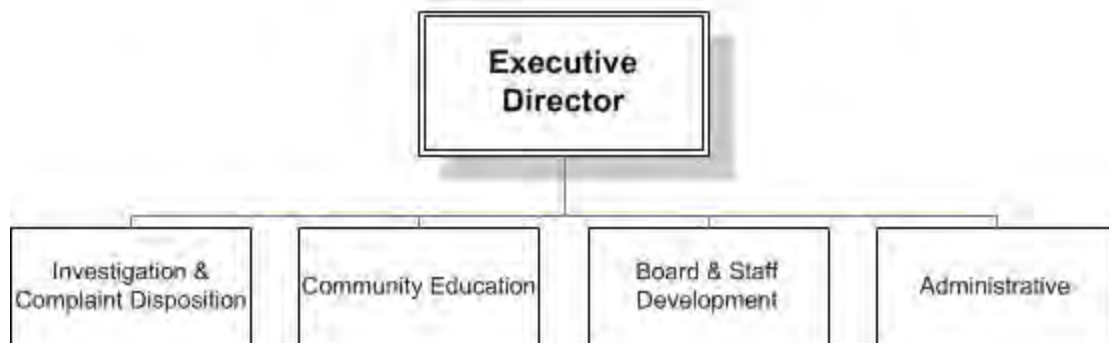 Executive
Director
Investigation &
Complaint Disposition
Community Education
Board & Staff
Development
Administrative